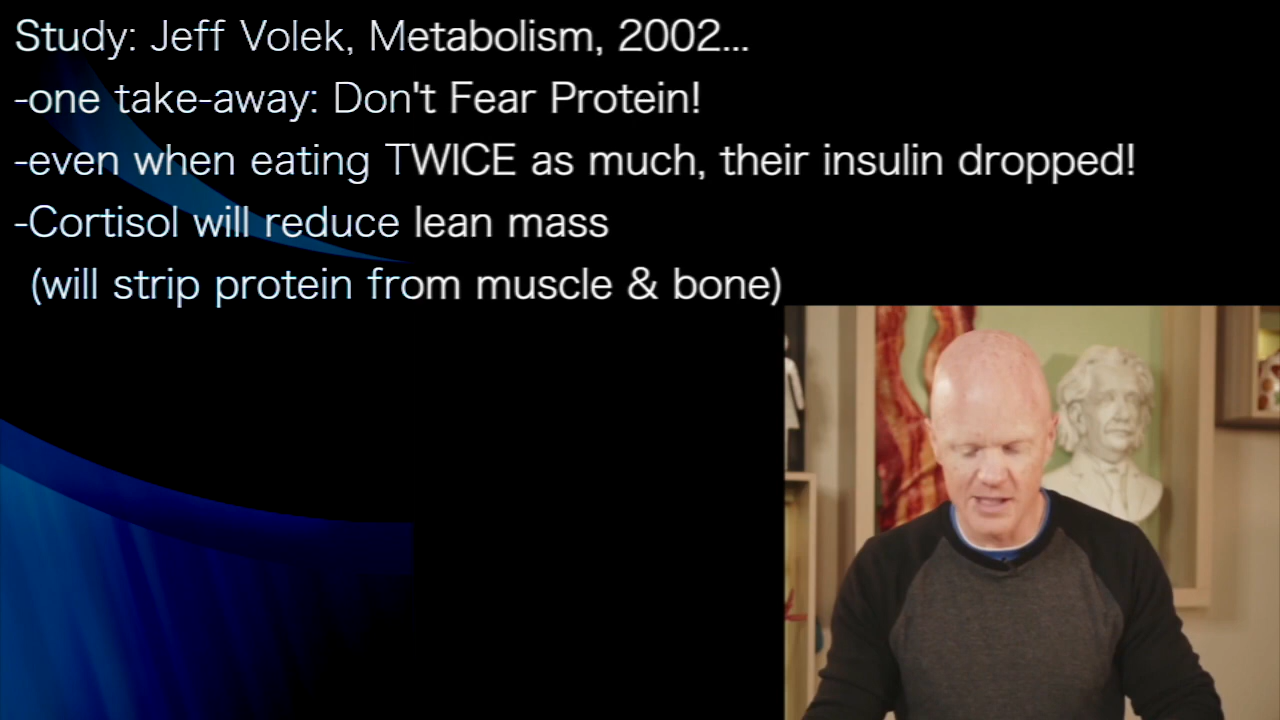 Study: Jeff Volek, Metabolism, 2002...
-one take-away: Don't Fear Protein!
-even when eating TWICE as much, their insulin dropped!
-Cortisol will reduce lean mass
(will strip protein from muscle & bone)